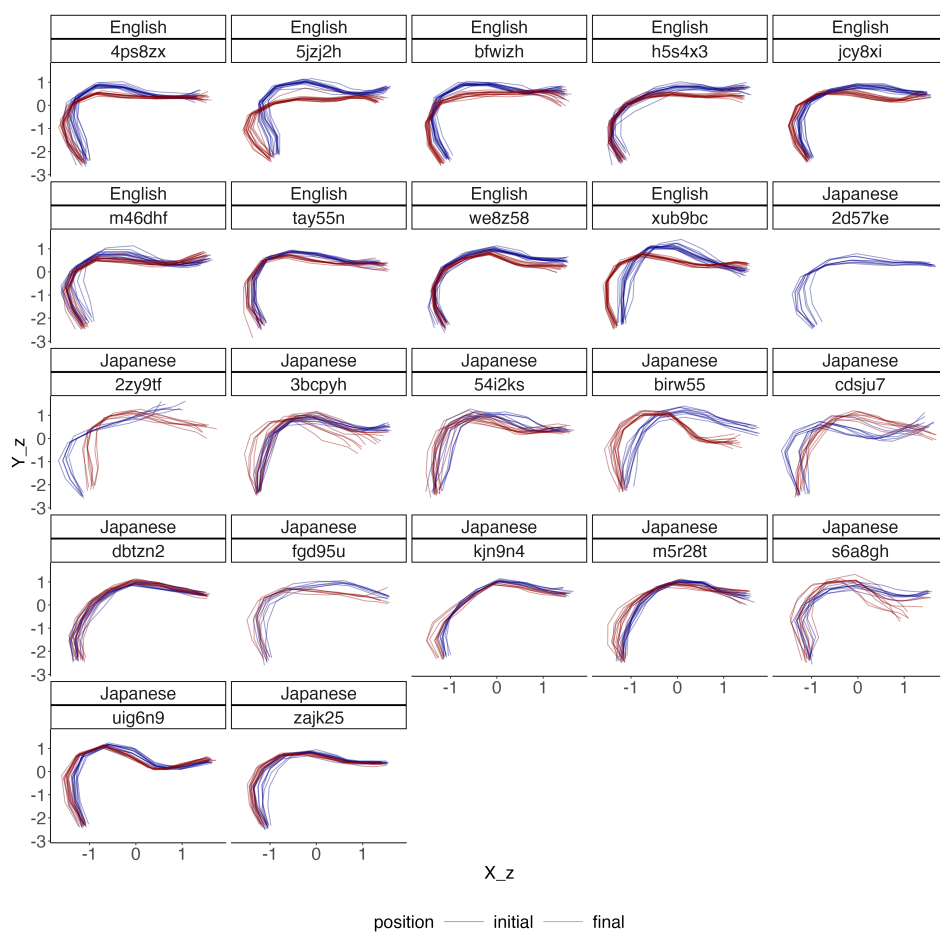 English English English English English
4ps8zx 5jzj2h bfwizh h5s4x3 jcy8xi
1
0
-1
-2
-3
English English English English Japanese
m46dhf tay55n we8z58 xub9bc 2d57ke
1
0
-1
-2
-3
Japanese Japanese Japanese Japanese Japanese
2zy9tf 3bcpyh 54i2ks birw55 cdsju7
1
0
-1
-2
-3
Y_z
Japanese Japanese Japanese Japanese Japanese
dbtzn2 fgd95u kjn9n4 m5r28t s6a8gh
1
0
-1
-2
-3
-1 0 1 -1 0 1 -1 0 1
Japanese Japanese
uig6n9 zajk25
1
0
-1
-2
-3
-1 0 1 -1 0 1
X_z
position initial final